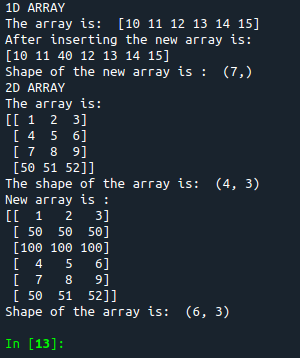 1D ARRAY
The array is:  [10 11 12 13 14 15]
After inserting the new array is:
[10 11 40 12 13 14 15]
Shape of the new array is :  (7,)
2D ARRAY
The array is:
[[ 1  2  3]
 [ 4  5  6]
 [ 7  8  9]
 [50 51 52]]
The shape of the array is:  (4, 3)
New array is :
[[  1   2   3]
 [ 50  50  50]
 [100 100 100]
 [  4   5   6]
 [  7   8   9]
 [ 50  51  52]]
Shape of the array is:  (6, 3)
In [13]: